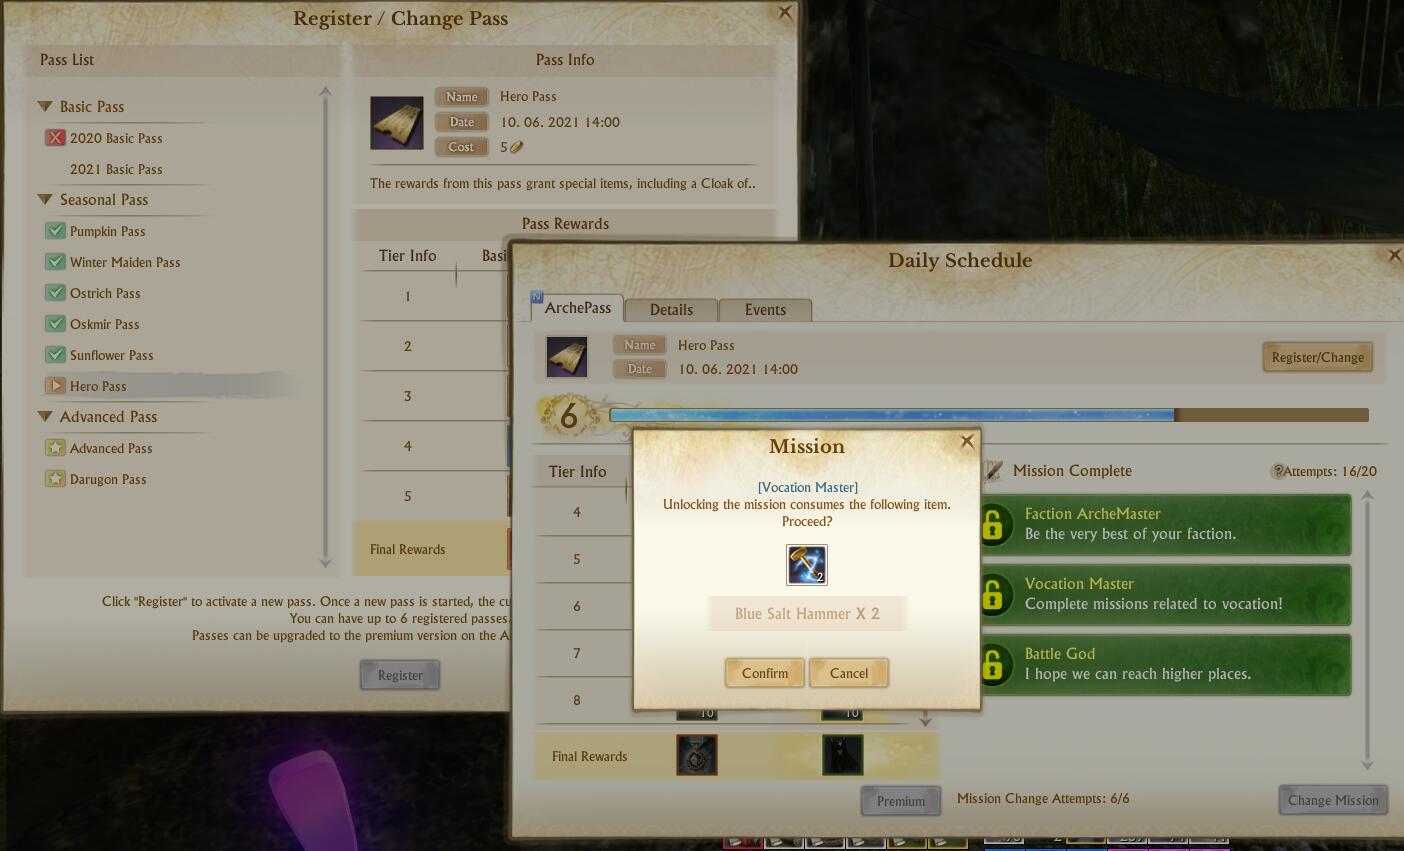 Register / Change Pass
Pass List
Basic Pass
2020 Basic Pass
2021 Basic Pass
Seasonal Pass
Pumpkin Pass
Winter Maiden Pass
Ostrich Pass
Oskmir Pass
Sunflower Pass
Hero Pass
Advanced Pass
Advanced Pass
Darugon Pass
Pass Info
Name Hero Pass
Date 10. 06. 2021 14:00
Cost 5
The rewards from this pass grant special items, including a Cloak of..
Pass Rewards
Tier Info
1
2
3
4
5
Final Rewards
Click "Register" to activate a new pass. Once a new pass is started, the
You can have up to 6 registered passes.
Passes can be upgraded to the premium version on the
Register
Daily Schedule
N
ArchePass
Details
Events
Name Hero Pass
Date 10. 06. 2021 14:00
Register/Change
6
Tier Info
4
5
6
7
8
10
10
Final Rewards
Mission Complete
? Attempts: 16/20
Faction ArcheMaster
Be the very best of your faction.
Vocation Master
Complete missions related to vocation!
Battle God
I hope we can reach higher places.
Premium
Mission Change Attempts: 6/6
Change Mission
Mission
[Vocation Master]
Unlocking the mission consumes the following item.
Proceed?
2
Blue Salt Hammer X 2
Confirm
Cancel